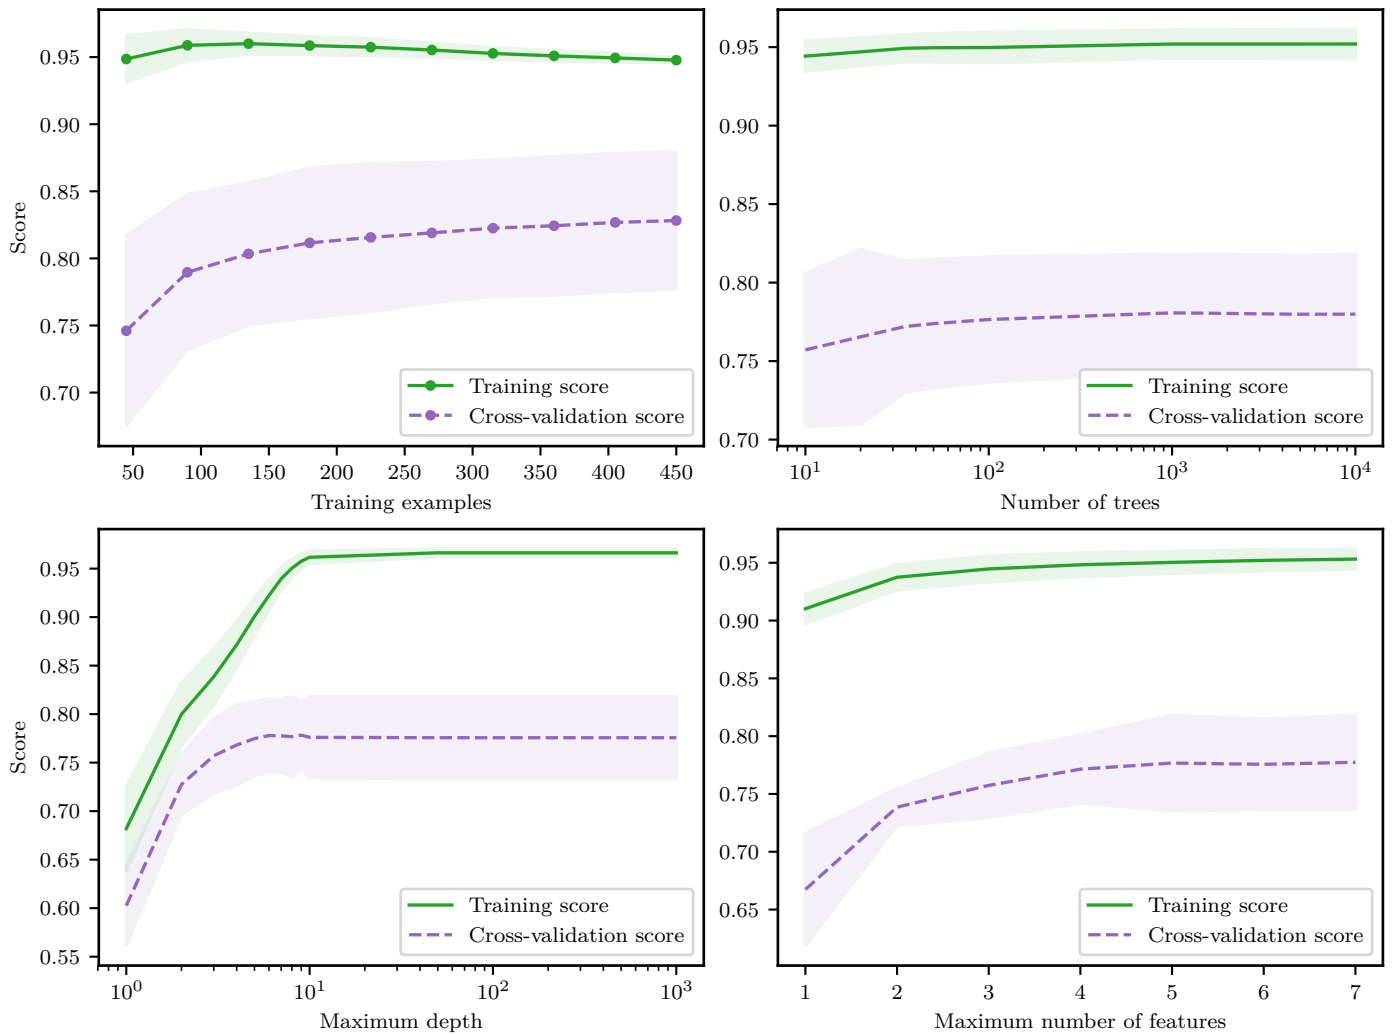 0.95
0.90
0.85
0.80
0.75
0.70
Score
50 100 150 200 250 300 350 400 450
Training examples
Training score
Cross-validation score
0.95
0.90
0.85
0.80
0.75
0.70
10¹ 10² 10³ 10⁴
Number of trees
Training score
Cross-validation score
0.95
0.90
0.85
0.80
0.75
0.70
0.65
0.60
0.55
Score
10⁰ 10¹ 10² 10³
Maximum depth
Training score
Cross-validation score
0.95
0.90
0.85
0.80
0.75
0.70
0.65
1 2 3 4 5 6 7
Maximum number of features
Training score
Cross-validation score